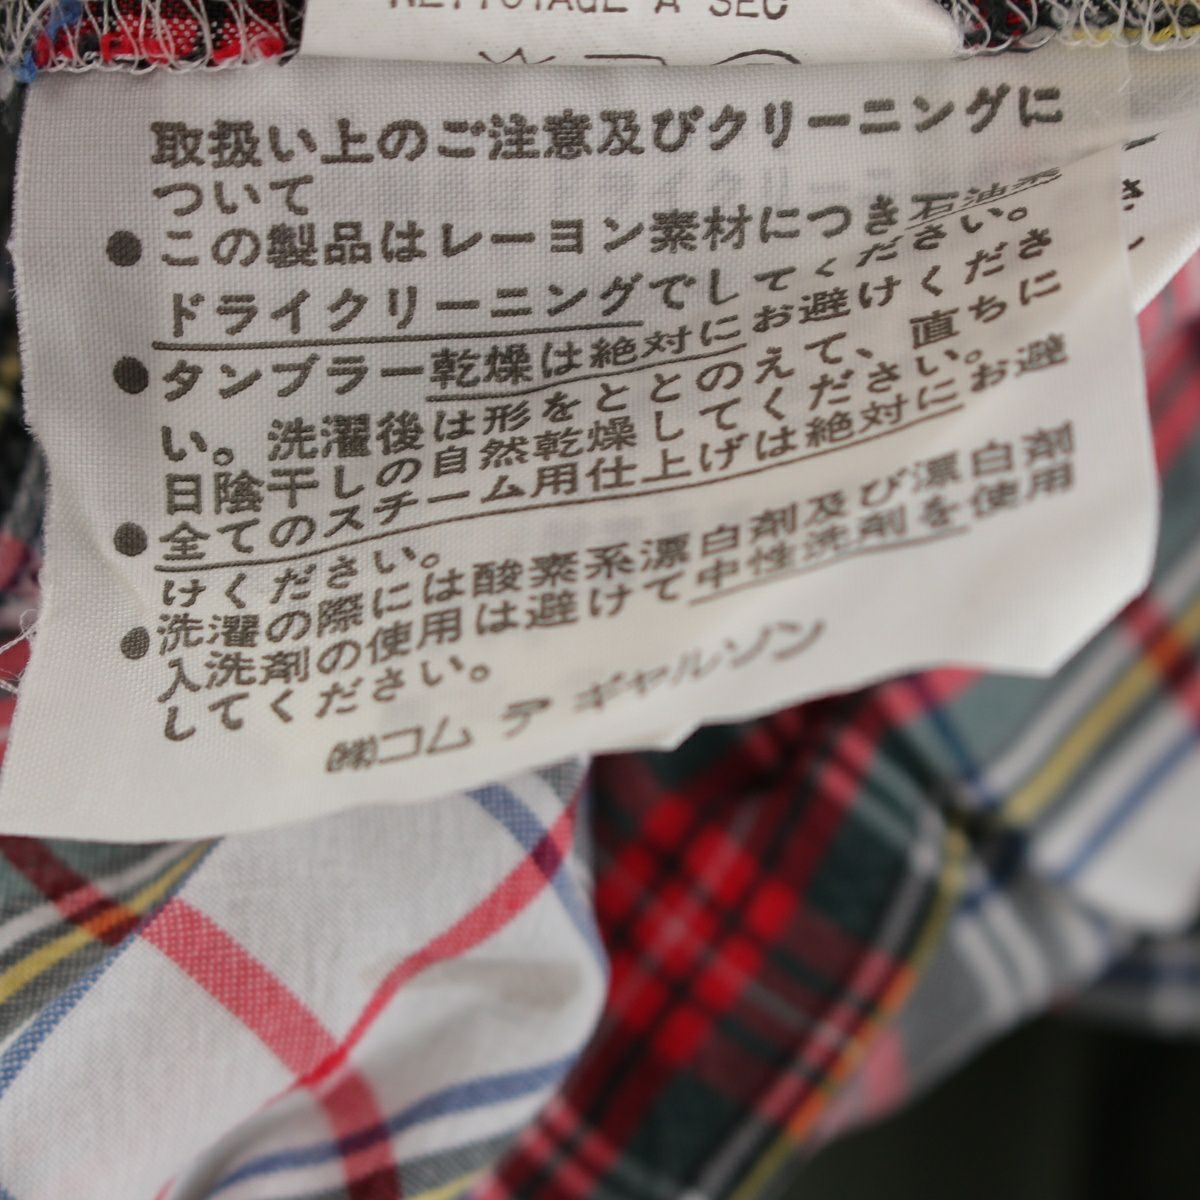 NETTOYAGE A SEC
取扱い上のご注意及びクリーニングに
ついて
●この製品はレーヨン素材につき石油系
ドライクリーニングでしてください。
●タンブラー乾燥は絶対にお避けくださ
い。洗濯後は形をととのえて、直ちに
日陰干しの自然乾燥してください。
●全てのスチーム用仕上げは絶対にお避
けください。
●洗濯の際には酸素系漂白剤及び漂白剤
入洗剤の使用は避けて中性洗剤を使用
してください。
㈱コム デ ギャルソン